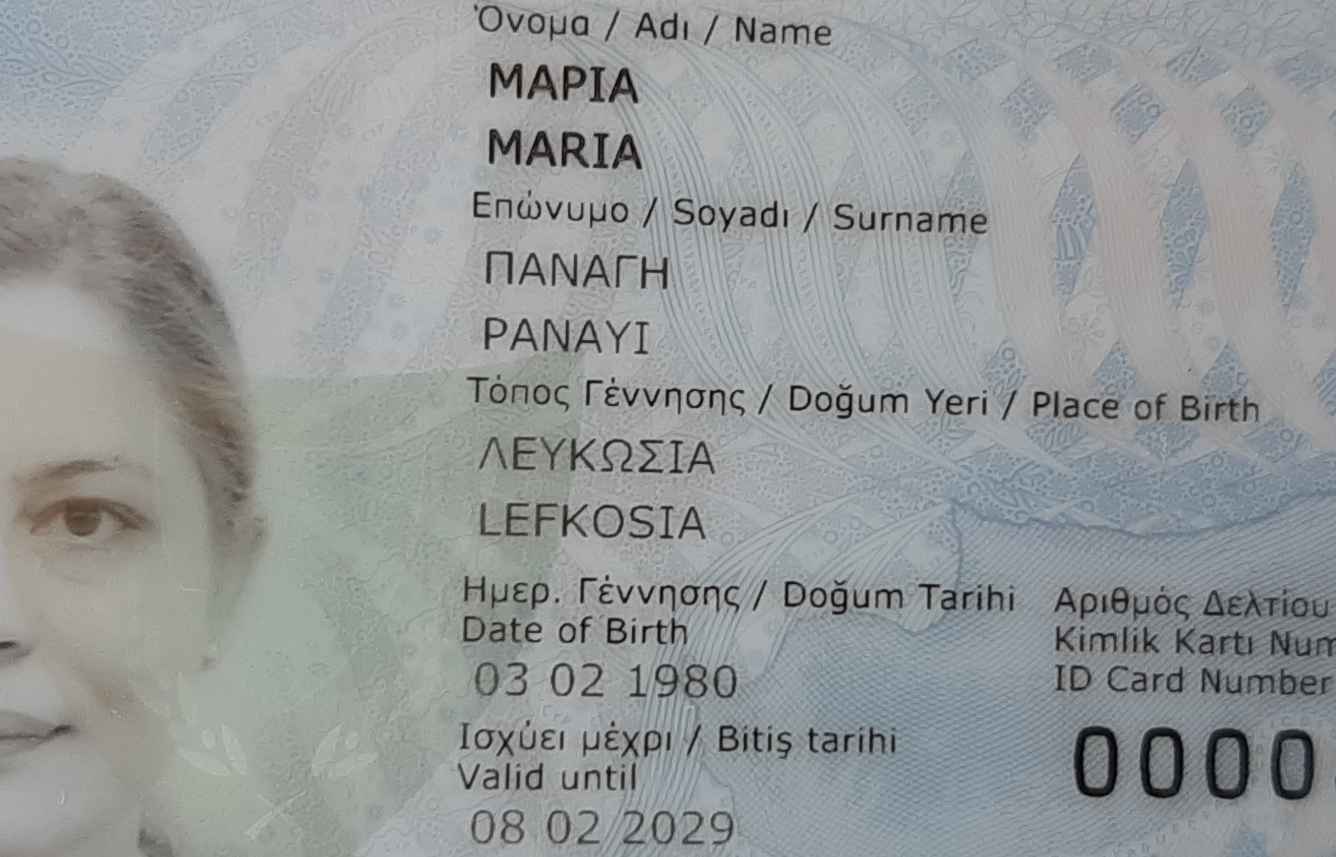 Όνομα / Adı / Name
ΜΑΡΙΑ
MARIA
Επώνυμο / Soyadı / Surname
ΠΑΝΑΓΗ
PANAYI
Τόπος Γέννησης / Doğum Yeri / Place of Birth
ΛΕΥΚΩΣΙΑ
LEFKOSIA
Ημερ. Γέννησης / Doğum Tarihi
Date of Birth
03 02 1980
Αριθμός Δελτίου
Kimlik Kartı Num
ID Card Number
0000
Ισχύει μέχρι / Bitiş tarihi
Valid until
08 02 2029